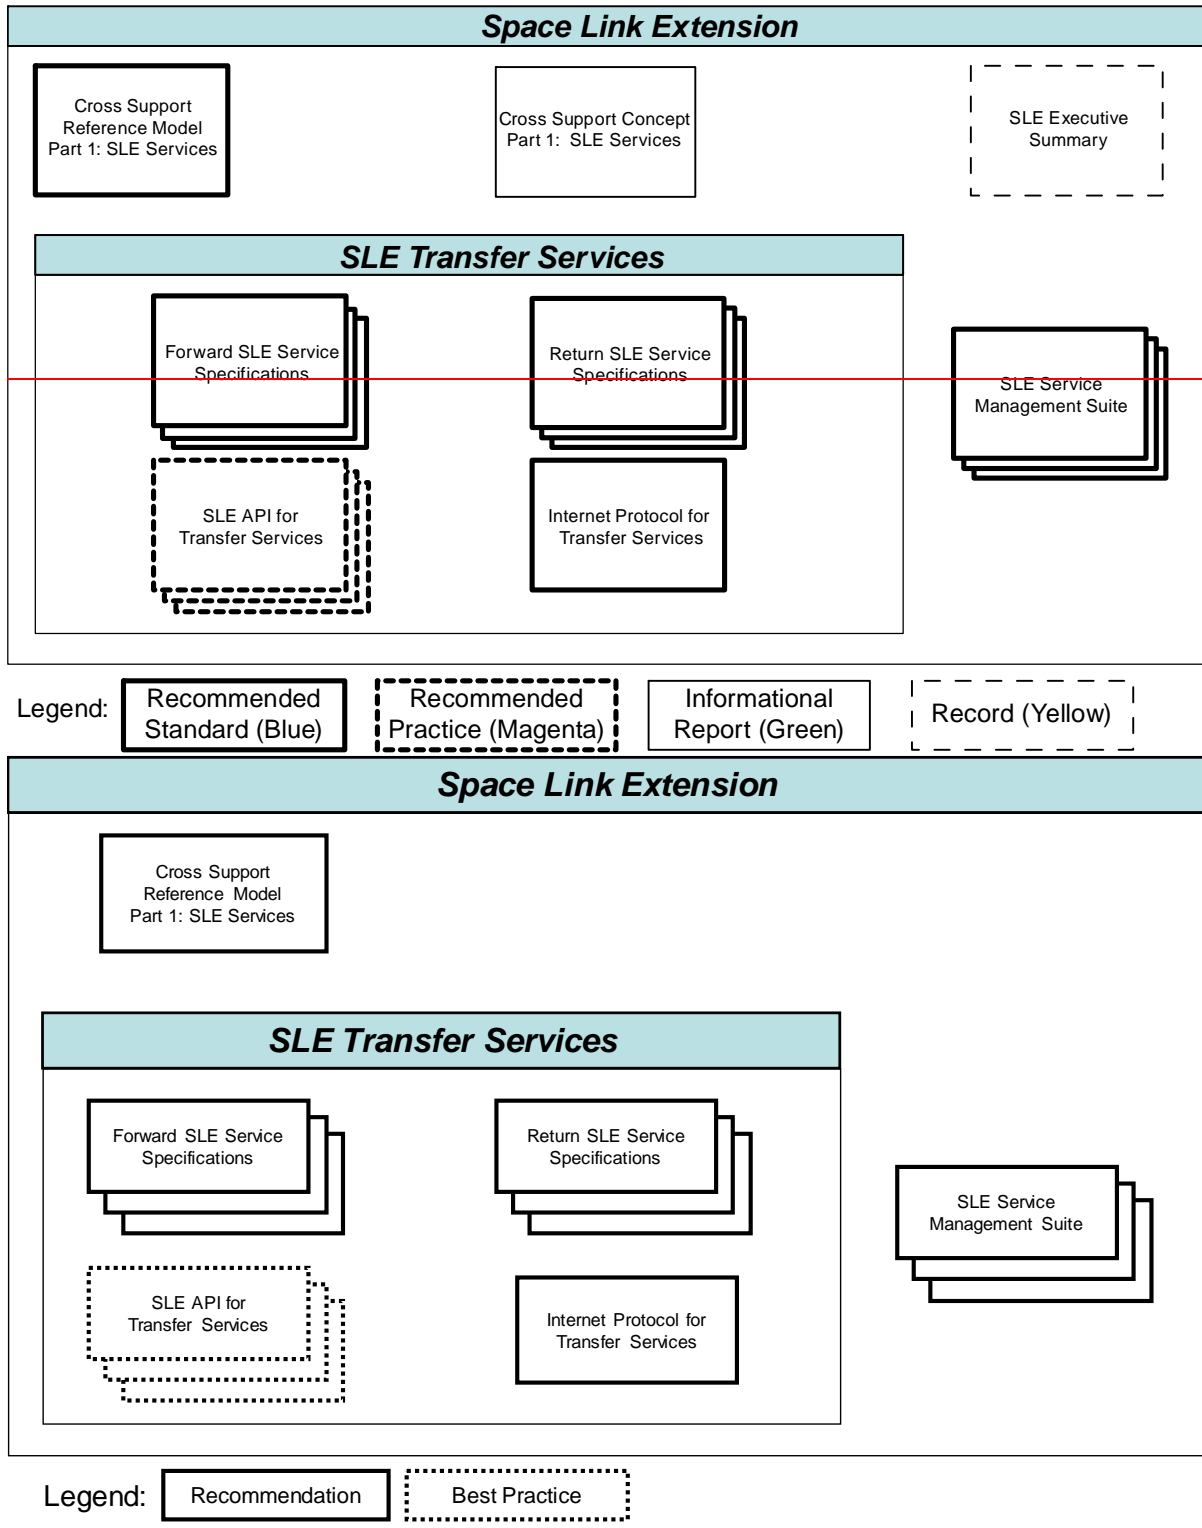 Space Link Extension
Cross Support
Reference Model
Part 1: SLE Services
Cross Support Concept
Part 1: SLE Services
SLE Executive
Summary
SLE Transfer Services
Forward SLE Service
Specifications
Return SLE Service
Specifications
SLE Service
Management Suite
SLE API for
Transfer Services
Internet Protocol for
Transfer Services
Legend:
Recommended
Standard (Blue)
Recommended
Practice (Magenta)
Informational
Report (Green)
Record (Yellow)
Space Link Extension
Cross Support
Reference Model
Part 1: SLE Services
SLE Transfer Services
Forward SLE Service
Specifications
Return SLE Service
Specifications
SLE Service
Management Suite
SLE API for
Transfer Services
Internet Protocol for
Transfer Services
Legend:
Recommendation
Best Practice